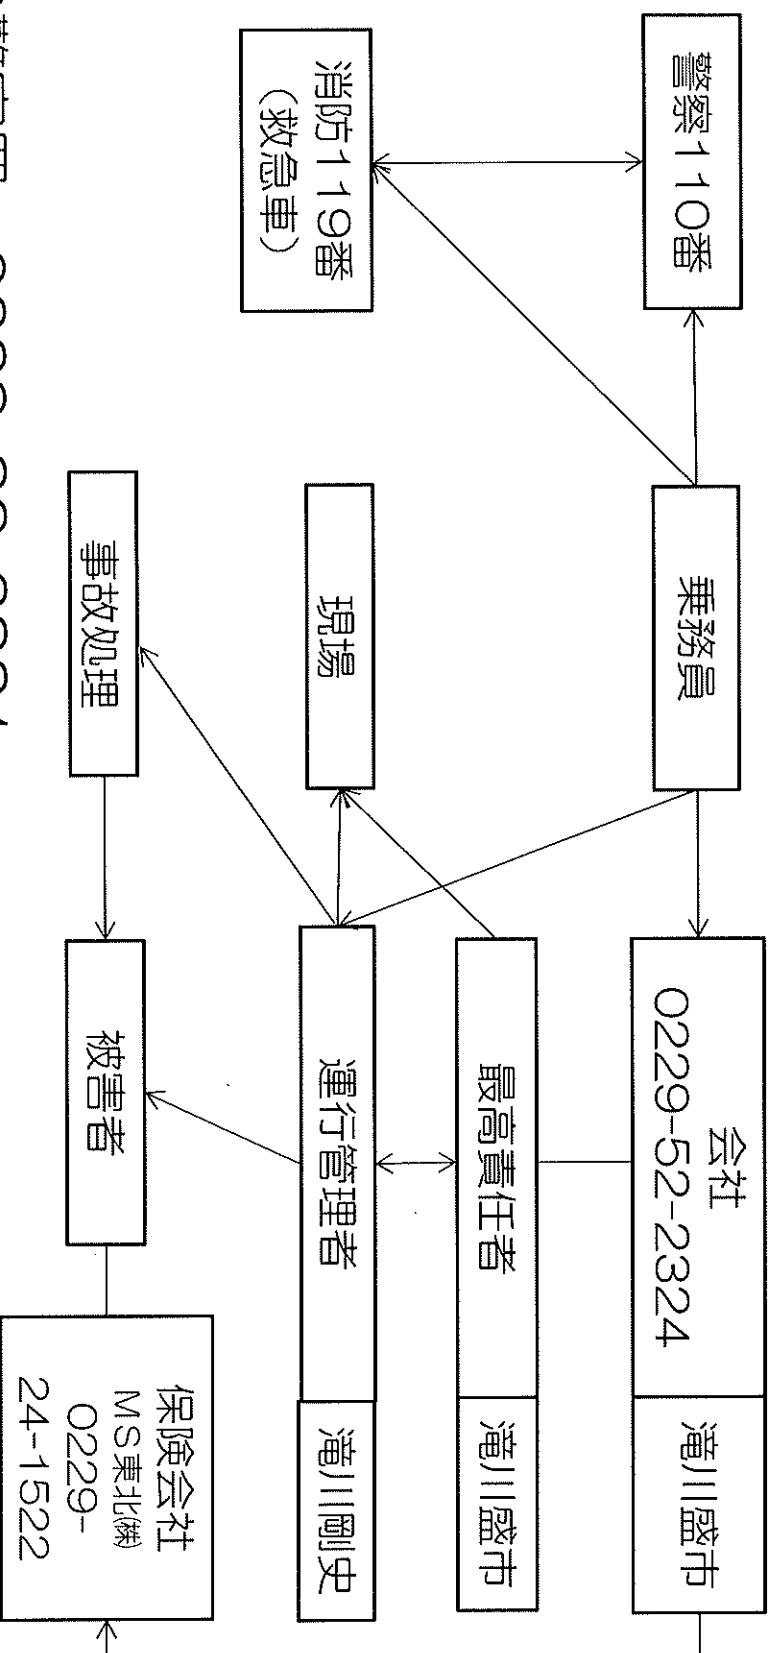 警察110番
乗務員
会社
0229-52-2324
滝川盛市
最高責任者
滝川盛市
消防119番
(救急車)
現場
運行管理者
滝川剛史
事故処理
被害者
保険会社
MS東北㈱
0229-
24-1522